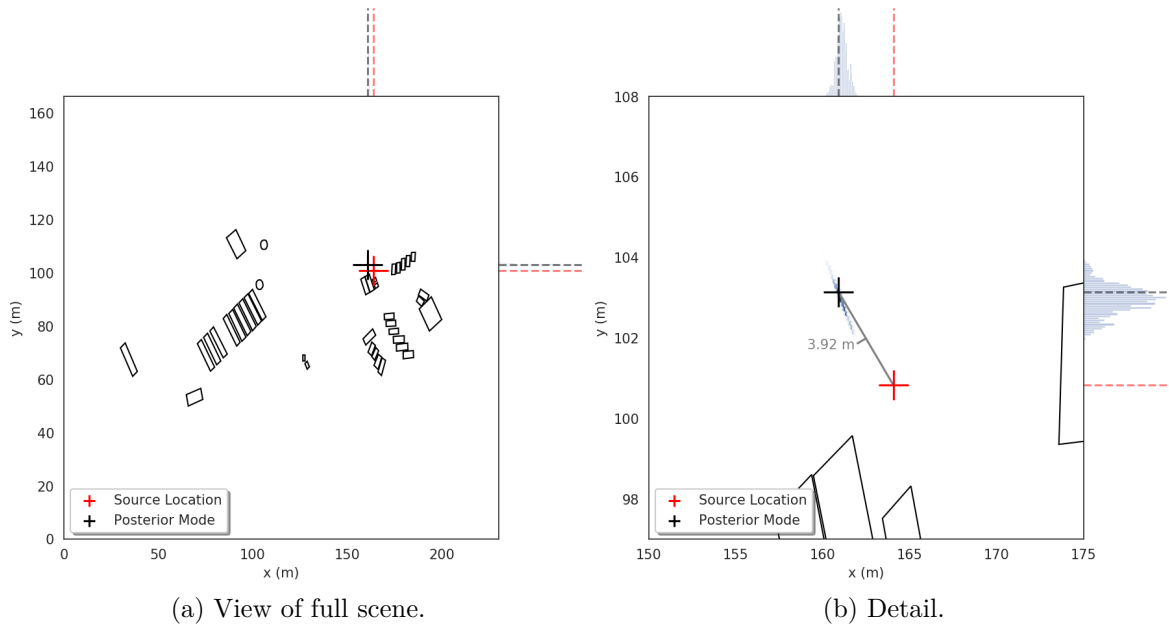 160
140
120
100
80
60
40
20
0
y (m)
0
50
100
150
200
x (m)
Source Location
Posterior Mode
(a) View of full scene.
108
106
104
102
100
98
y (m)
3.92 m
150
155
160
165
170
175
x (m)
Source Location
Posterior Mode
(b) Detail.